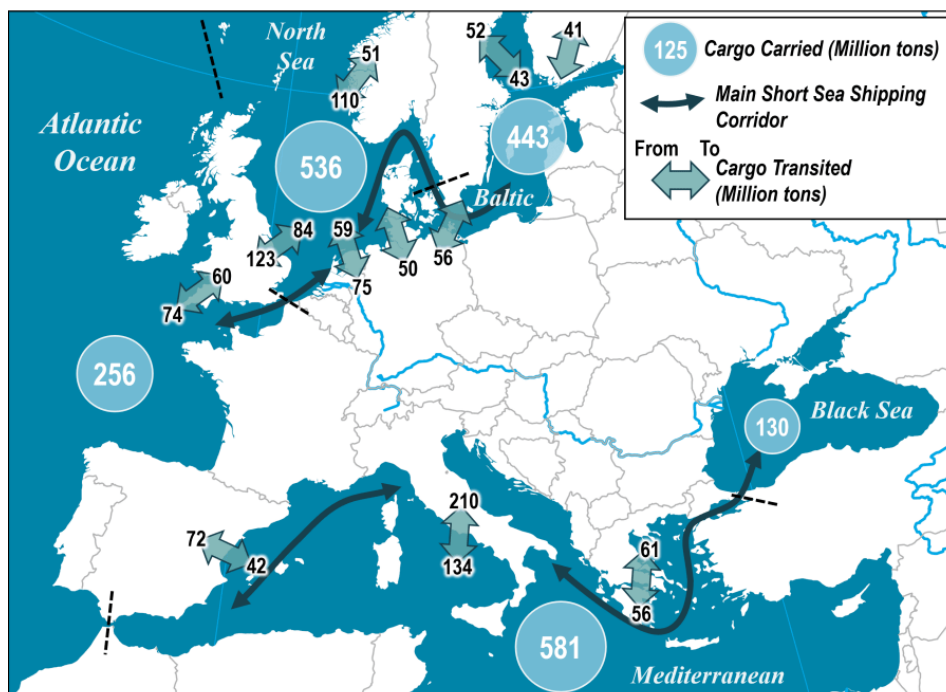 North
Sea
51
110
52
43
41
125
Cargo Carried (Million tons)
Main Short Sea Shipping
Corridor
From To
Cargo Transited
(Million tons)
Atlantic
Ocean
536
443
Baltic
84
123
59
75
50
56
60
74
256
Black Sea
130
210
134
72
42
61
56
581
Mediterranean